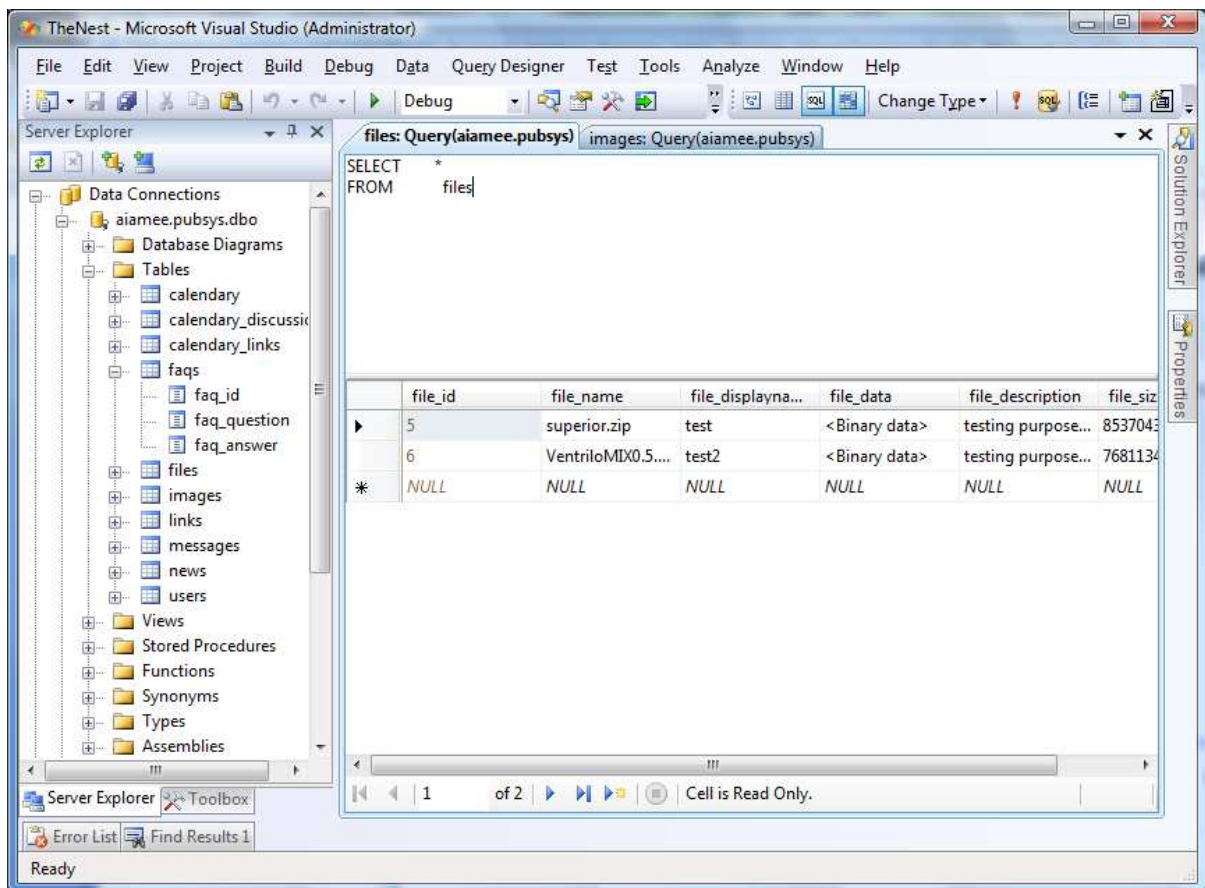 TheNest - Microsoft Visual Studio (Administrator)
File Edit View Project Build Debug Data Query Designer Test Tools Analyze Window Help
Debug Change Type
Server Explorer
Data Connections
aiamee.pubsys.dbo
Database Diagrams
Tables
calendary
calendary_discussio
calendary_links
faqs
faq_id
faq_question
faq_answer
files
images
links
messages
news
users
Views
Stored Procedures
Functions
Synonyms
Types
Assemblies
Server Explorer Toolbox
files: Query(aiamee.pubsys) images: Query(aiamee.pubsys)
SELECT *
FROM files
file_id file_name file_displayna... file_data file_description file_siz
5 superior.zip test <Binary data> testing purpose... 8537043
6 VentriloMIX0.5.... test2 <Binary data> testing purpose... 7681134
NULL NULL NULL NULL NULL NULL
1 of 2 Cell is Read Only.
Solution Explorer
Properties
Error List Find Results 1
Ready